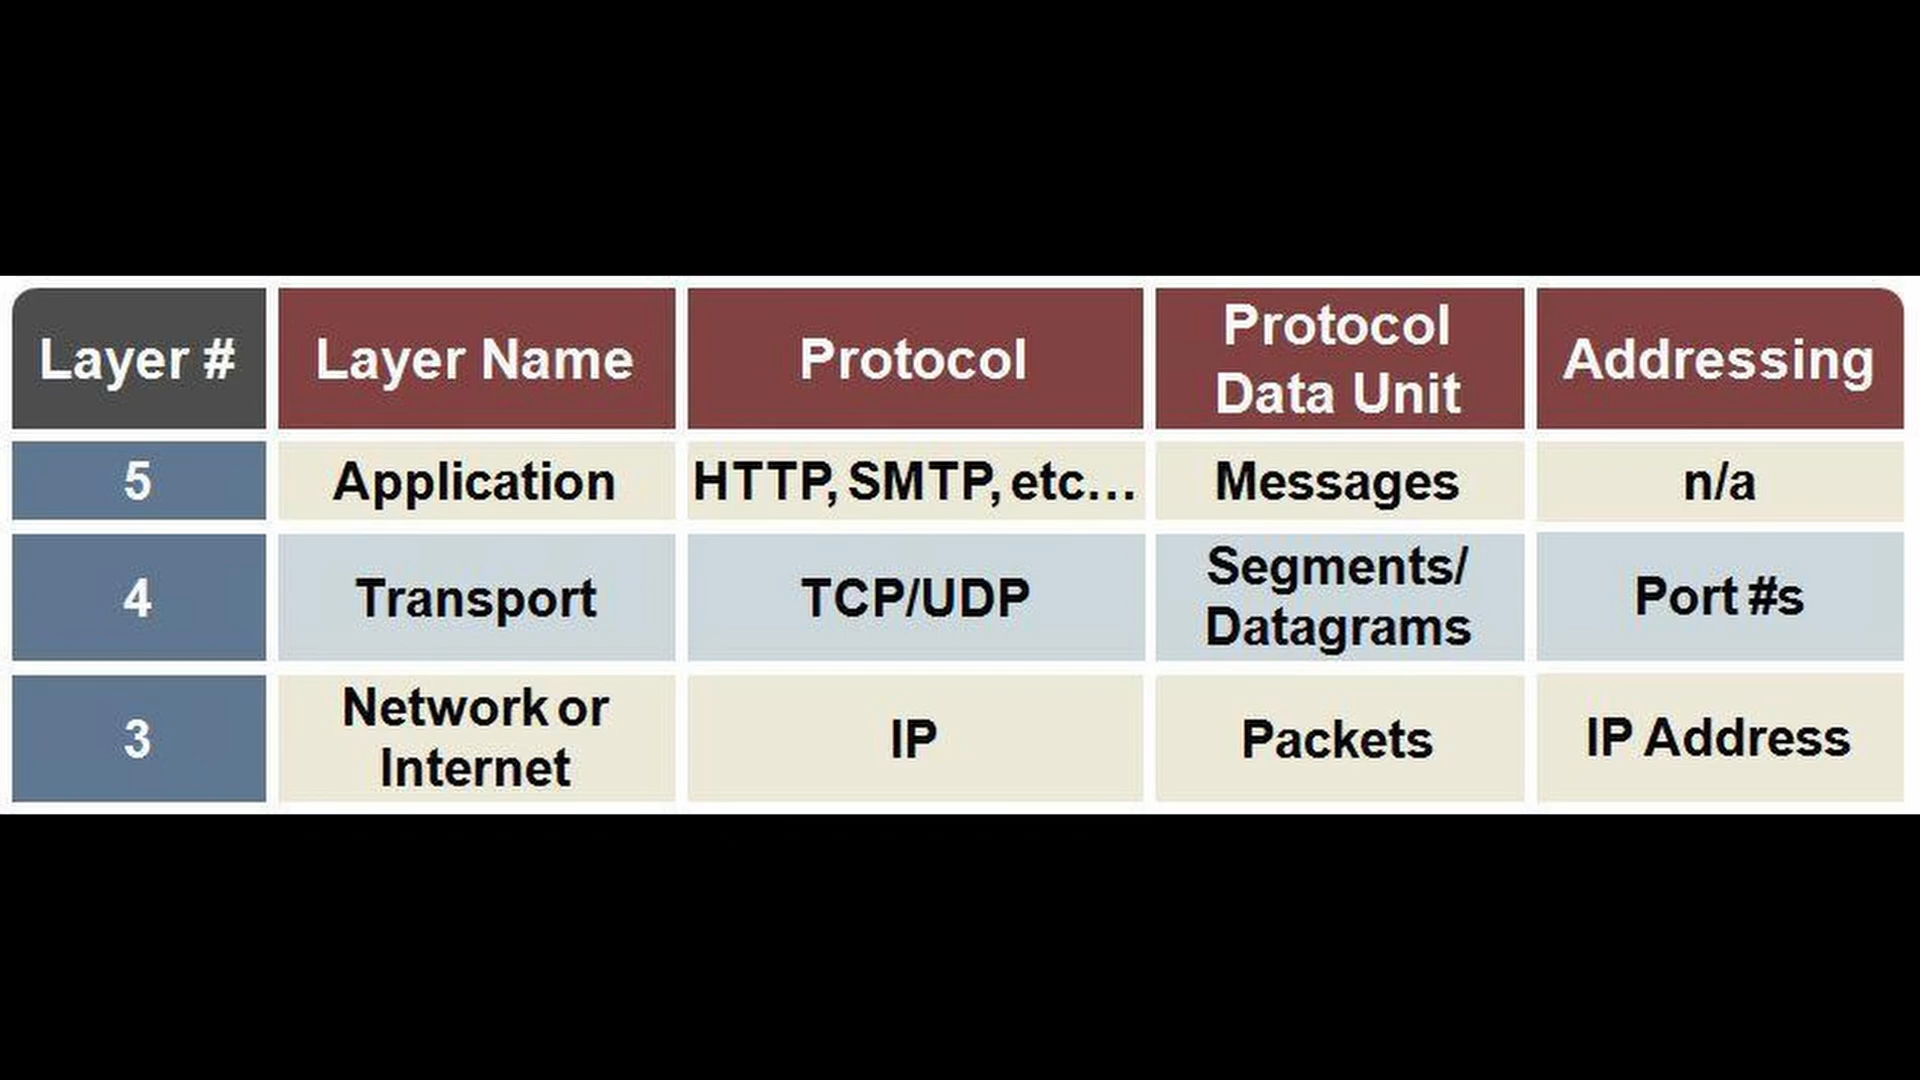 Layer #
Layer Name
Protocol
Protocol
Data Unit
Addressing
5
Application
HTTP, SMTP, etc...
Messages
n/a
4
Transport
TCP/UDP
Segments/
Datagrams
Port #s
3
Network or
Internet
IP
Packets
IP Address